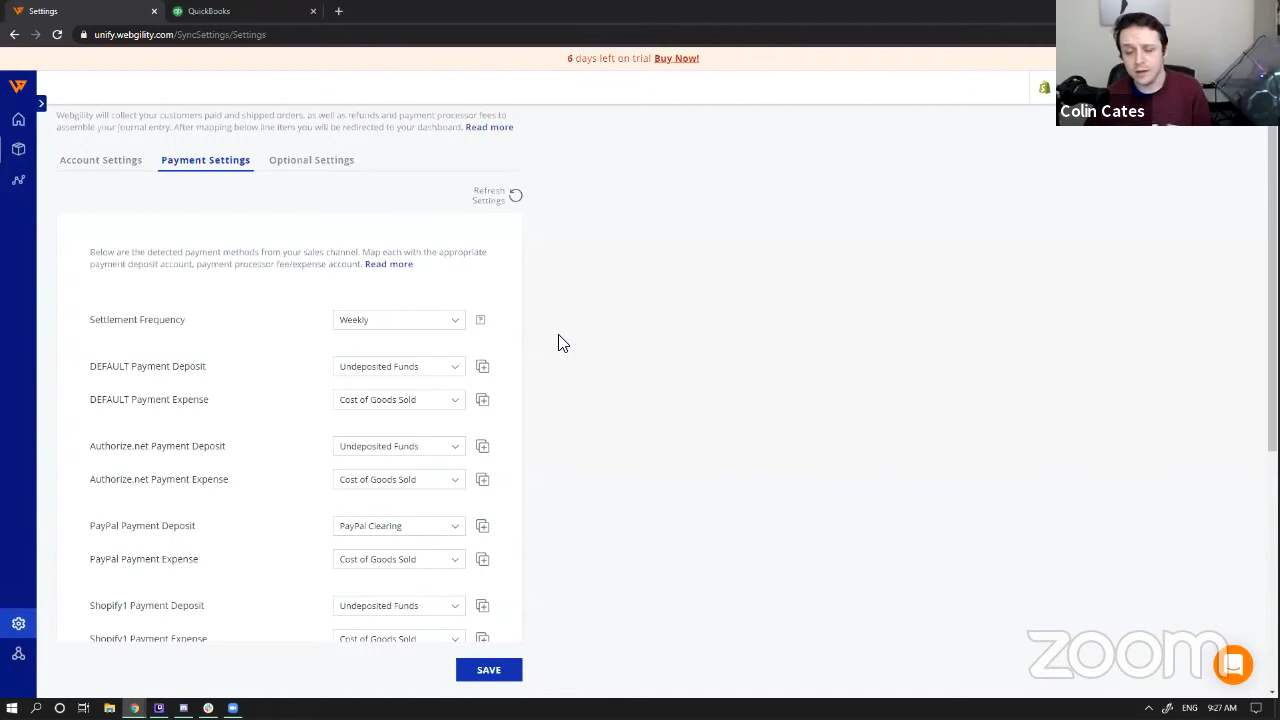 Settings
QuickBooks
unify.webgility.com/SyncSettings/Settings
6 days left on trial Buy Now!
Colin Cates
Webgility will collect your customers paid and shipped orders, as well as refunds and payment processor fees to
assemble your journal entry. After mapping below line item you will be redirected to your dashboard. Read more
Account Settings Payment Settings Optional Settings
Refresh
Settings
Below are the detected payment methods from your sales channel. Map each with the appropriate
payment deposit account, payment processor fee/expense account. Read more
Settlement Frequency Weekly
DEFAULT Payment Deposit Undeposited Funds
DEFAULT Payment Expense Cost of Goods Sold
Authorize.net Payment Deposit Undeposited Funds
Authorize.net Payment Expense Cost of Goods Sold
PayPal Payment Deposit PayPal Clearing
PayPal Payment Expense Cost of Goods Sold
Shopify1 Payment Deposit Undeposited Funds
Shopify1 Payment Expense Cost of Goods Sold
SAVE
zoom
ENG 9:27 AM